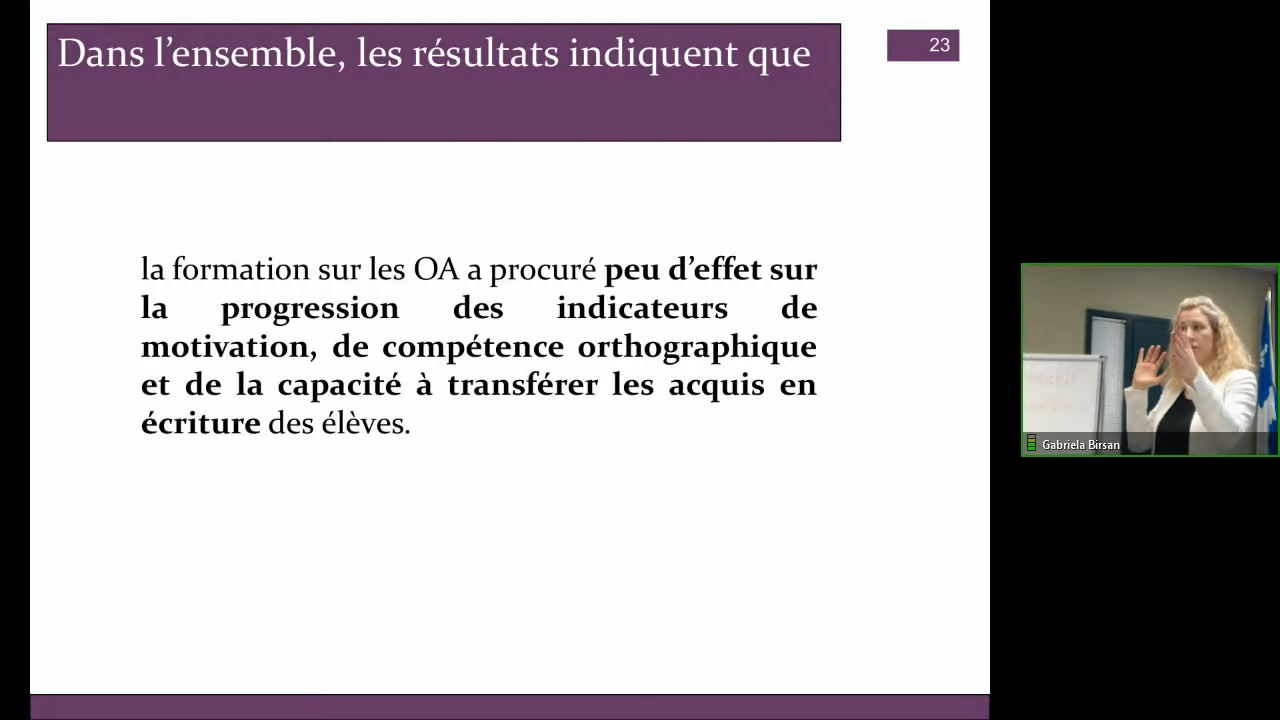 Dans l’ensemble, les résultats indiquent que
23
la formation sur les OA a procuré peu d’effet sur
la progression des indicateurs de
motivation, de compétence orthographique
et de la capacité à transférer les acquis en
écriture des élèves.
Gabriela Birsan